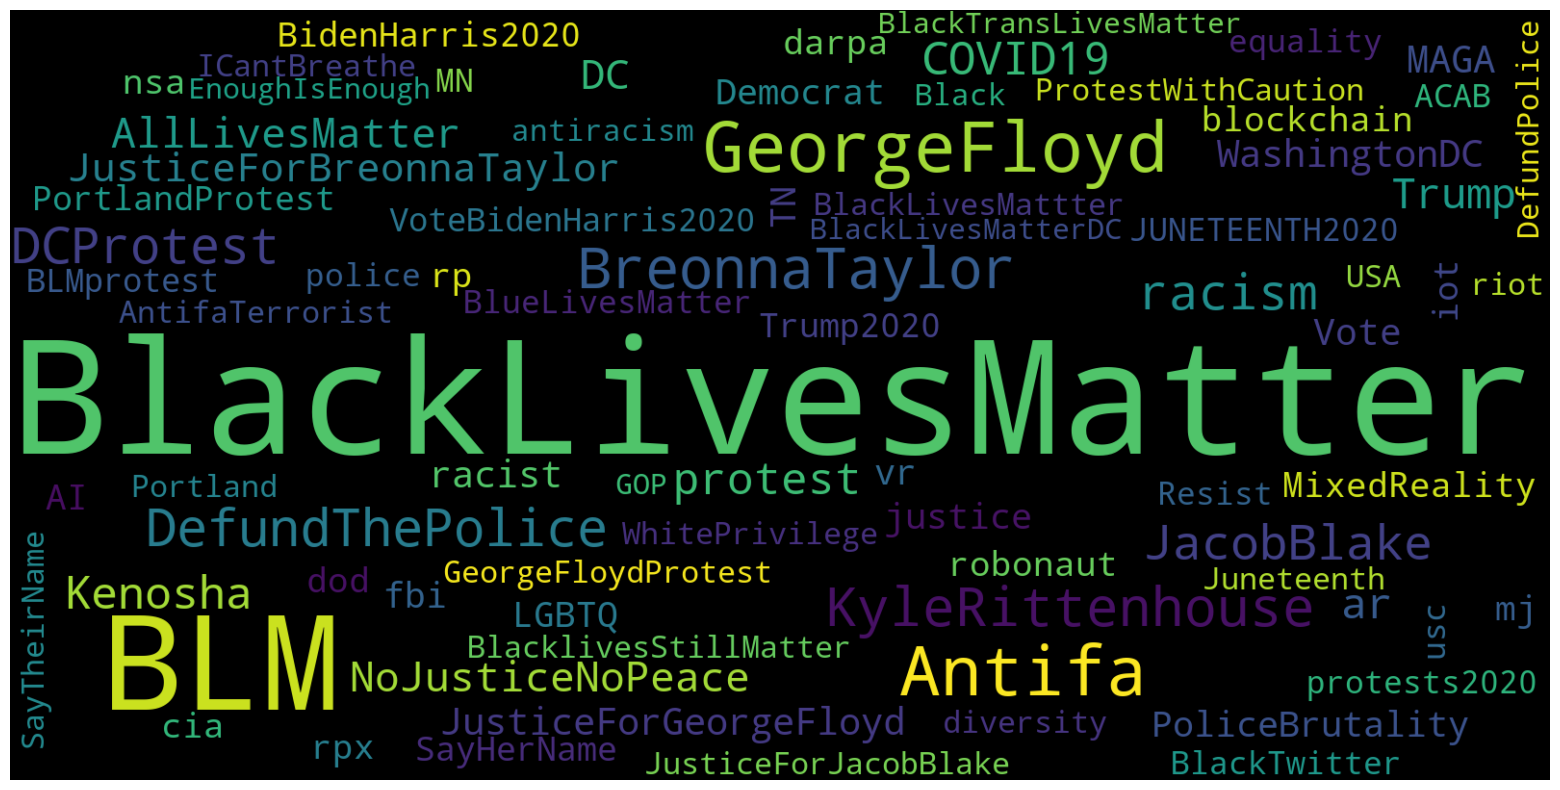 BlackTransLivesMatter
BidenHarris2020
darpa
COVID19
equality
MAGA
DefundPolice
ICantBreathe
nsa
EnoughIsEnough
MN
DC
Democrat
Black
ProtestWithCaution
ACAB
AllLivesMatter
antiracism
GeorgeFloyd
blockchain
WashingtonDC
JusticeForBreonnaTaylor
PortlandProtest
VoteBidenHarris2020
TN
BlackLivesMattter
Trump
BlackLivesMatterDC
JUNETEENTH2020
DCProtest
BLMprotest
police
rp
BreonnaTaylor
racism
USA
iot
riot
AntifaTerrorist
BlueLivesMatter
Trump2020
Vote
BlackLivesMatter
AI
Portland
racist
GOP
protest
vr
Resist
MixedReality
DefundThePolice
WhitePrivilege
justice
JacobBlake
SayTheirName
Kenosha
dod
fbi
GeorgeFloydProtest
robonaut
Juneteenth
LGBTQ
KyleRittenhouse
ar
usc
mj
BLM
BlacklivesStillMatter
NoJusticeNoPeace
Antifa
protests2020
cia
rpx
JusticeForGeorgeFloyd
diversity
PoliceBrutality
SayHerName
JusticeForJacobBlake
BlackTwitter